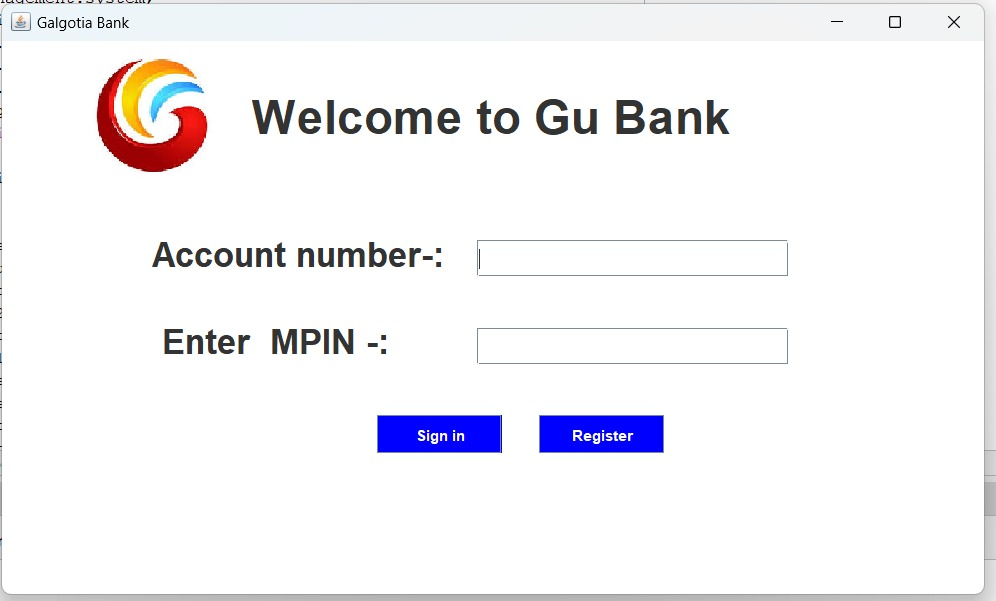 Galgotia Bank
Welcome to Gu Bank
Account number-:
Enter MPIN -:
Sign in Register